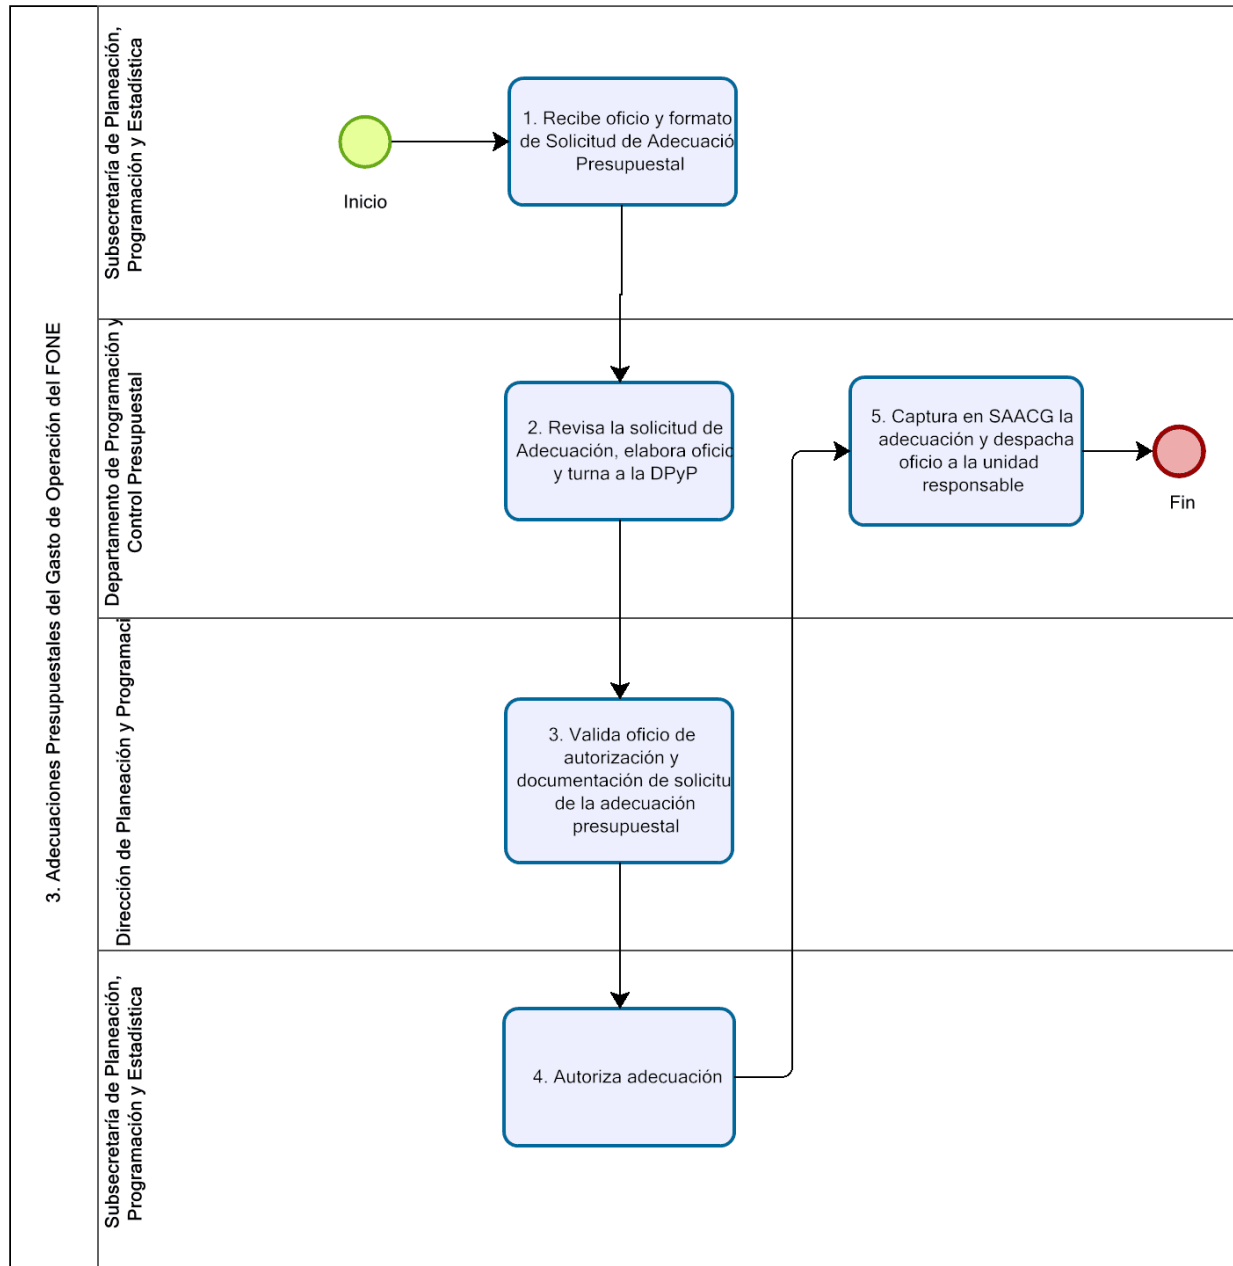 3. Adecuaciones Presupuestales del Gasto de Operación del FONE
Subsecretaría de Planeación,
Programación y Estadística
Inicio
1. Recibe oficio y formato
de Solicitud de Adecuació
Presupuestal
Departamento de Programación y
Control Presupuestal
2. Revisa la solicitud de
Adecuación, elabora oficio
y turna a la DPyP
5. Captura en SAACG la
adecuación y despacha
oficio a la unidad
responsable
Fin
Dirección de Planeación y Programaci
3. Valida oficio de
autorización y
documentación de solicitu
de la adecuación
presupuestal
Subsecretaría de Planeación,
Programación y Estadística
4. Autoriza adecuación